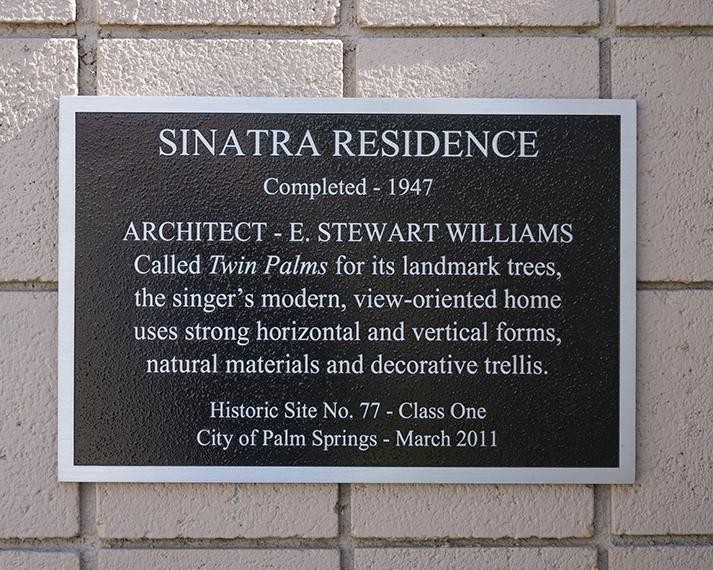 SINATRA RESIDENCE
Completed - 1947
ARCHITECT - E. STEWART WILLIAMS
Called Twin Palms for its landmark trees,
the singer's modern, view-oriented home
uses strong horizontal and vertical forms,
natural materials and decorative trellis.
Historic Site No. 77 - Class One
City of Palm Springs - March 2011